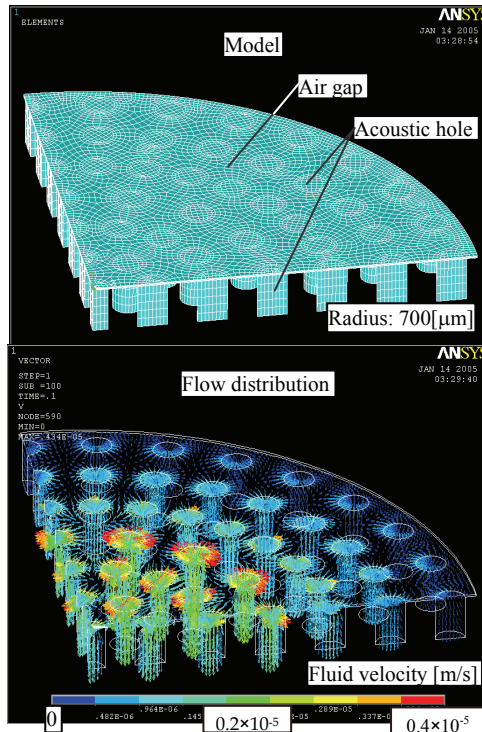 1
ELEMENTS
ANSYS
JAN 14 2005
03:28:54
Model
Air gap
Acoustic hole
Radius: 700[μm]
1
VECTOR
STEP=1
SUB =100
TIME=.1
V
NODE=590
MIN=0
ANSYS
JAN 14 2005
03:29:40
Flow distribution
Fluid velocity [m/s]
0
.482E-06
.964E-06
0.2×10-5
.289E-05
0.4×10-5